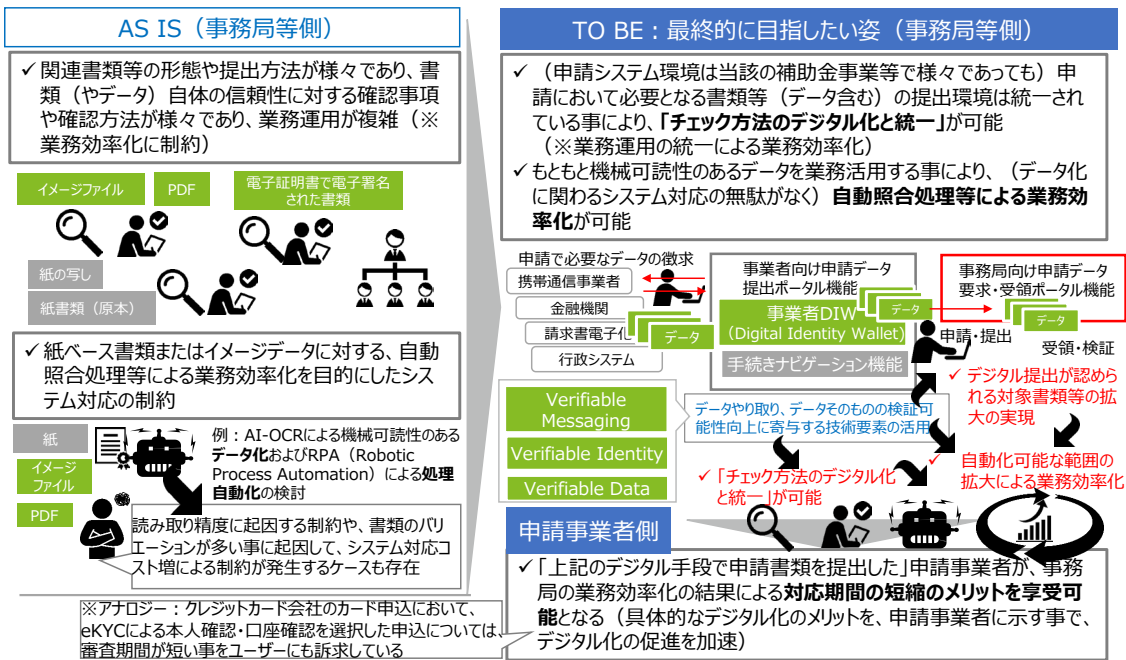 AS IS（事務局等側）
✓関連書類等の形態や提出方法が様々であり、書
類（やデータ）自体の信頼性に対する確認事項
や確認方法が様々であり、業務運用が複雑（※
業務効率化に制約）
イメージファイル
PDF
電子証明書で電子署名
された書類
紙の写し
紙書類（原本）
✓紙ベース書類またはイメージデータに対する、自動
照合処理等による業務効率化を目的にしたシス
テム対応の制約
紙
イメージ
ファイル
PDF
例：AI-OCRによる機械可読性のある
データ化およびRPA（Robotic
Process Automation）による処理
自動化の検討
読み取り精度に起因する制約や、書類のバリ
エーションが多い事に起因して、システム対応コ
スト増による制約が発生するケースも存在
※アナロジー：クレジットカード会社のカード申込において、
eKYCによる本人確認・口座確認を選択した申込については、
審査期間が短い事をユーザーにも訴求している
TO BE：最終的に目指したい姿（事務局等側）
✓（申請システム環境は当該の補助金事業等で様々であっても）申
請において必要となる書類等（データ含む）の提出環境は統一され
ている事により、「チェック方法のデジタル化と統一」が可能
（※業務運用の統一による業務効率化）
✓もともと機械可読性のあるデータを業務活用する事により、（データ化
に関わるシステム対応の無駄がなく）自動照合処理等による業務効
率化が可能
申請で必要なデータの徴求
携帯通信事業者
金融機関
請求書電子化
行政システム
データ
事業者向け申請データ
提出ポータル機能
データ
事業者DIW
（Digital Identity Wallet）
手続きナビゲーション機能
事務局向け申請データ
要求・受領ポータル機能
データ
申請・提出
受領・検証
Verifiable
Messaging
Verifiable Identity
Verifiable Data
データやり取り、データそのものの検証可
能性向上に寄与する技術要素の活用
✓デジタル提出が認めら
れる対象書類等の拡
大の実現
✓「チェック方法のデジタル化
と統一」が可能
✓自動化可能な範囲の
拡大による業務効率化
申請事業者側
✓「上記のデジタル手段で申請書類を提出した」申請事業者が、事務
局の業務効率化の結果による対応期間の短縮のメリットを享受可
能となる（具体的なデジタル化のメリットを、申請事業者に示す事で、
デジタル化の促進を加速）